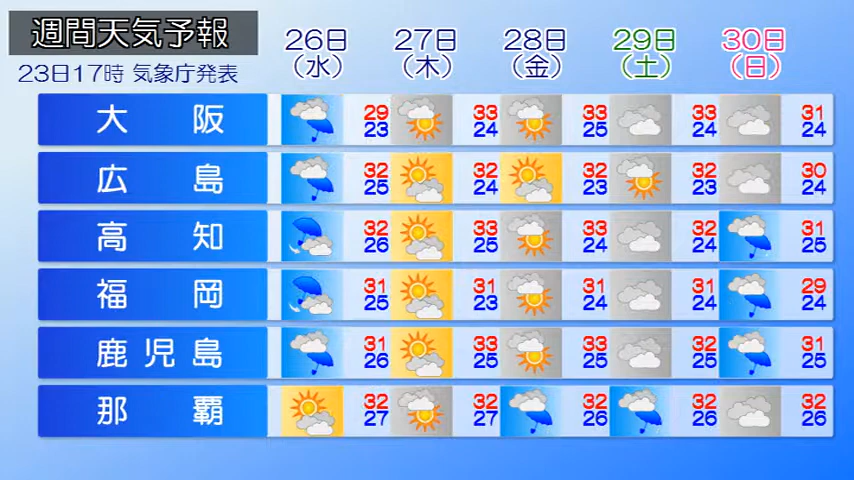 週間天気予報
23日17時 気象庁発表
26日 27日 28日 29日 30日
(水) (木) (金) (土) (日)
大阪 29 23 33 24 33 25 33 24 31 24
広島 32 25 32 24 32 23 32 23 30 24
高知 32 26 33 25 33 24 32 24 31 25
福岡 31 25 31 23 31 24 31 24 29 24
鹿児島 31 26 33 25 33 25 32 25 31 25
那覇 32 27 32 27 32 26 32 26 32 26